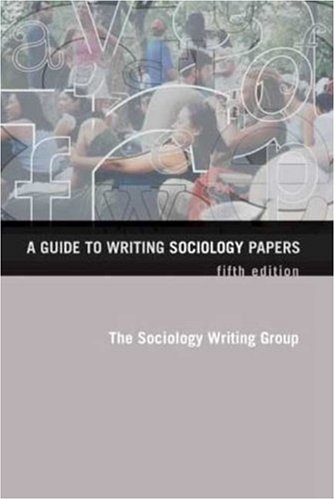 A GUIDE TO WRITING SOCIOLOGY PAPERS
fifth edition
The Sociology Writing Group